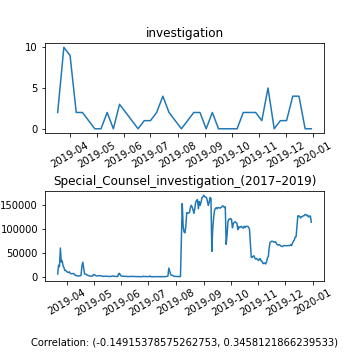 investigation
10
5
0
2019-04 2019-05 2019-06 2019-07 2019-08 2019-09 2019-10 2019-11 2019-12 2020-01
Special_Counsel_investigation_(2017–2019)
150000
100000
50000
0
2019-04 2019-05 2019-06 2019-07 2019-08 2019-09 2019-10 2019-11 2019-12 2020-01
Correlation: (-0.14915378575262753, 0.3458121866239533)